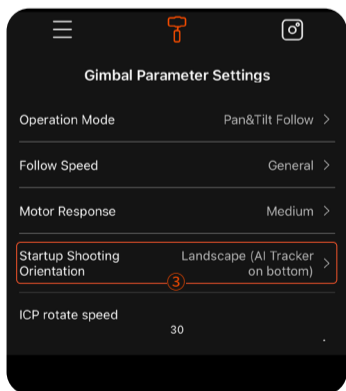 Gimbal Parameter Settings
Operation Mode Pan&Tilt Follow >
Follow Speed General >
Motor Response Medium >
Startup Shooting Landscape (AI Tracker >
Orientation on bottom)
③
ICP rotate speed
30